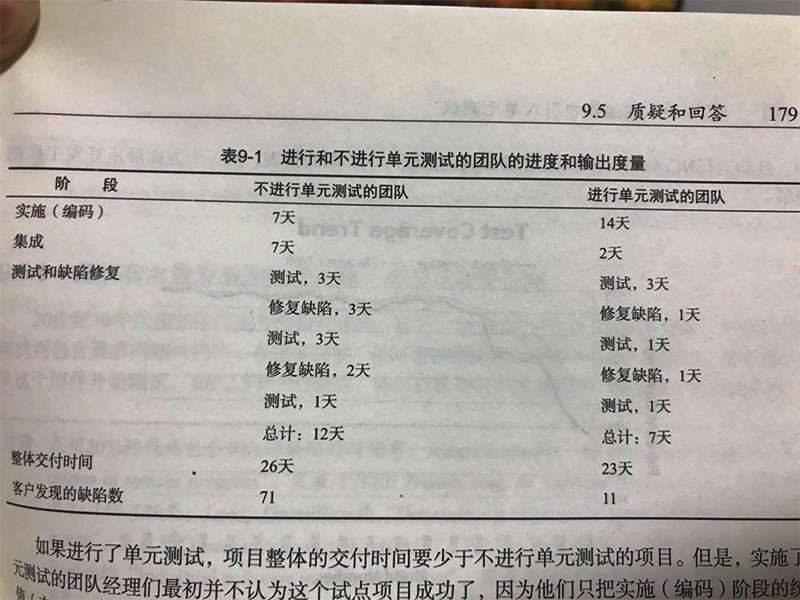 9.5 质疑和回答 179
表9-1 进行和不进行单元测试的团队的进度和输出度量
阶 段 不进行单元测试的团队 进行单元测试的团队
实施（编码） 7天 14天
集成 7天 2天
测试和缺陷修复 测试，3天 测试，3天
修复缺陷，3天 修复缺陷，1天
测试，3天 测试，1天
修复缺陷，2天 修复缺陷，1天
测试，1天 测试，1天
总计：12天 总计：7天
整体交付时间 26天 23天
客户发现的缺陷数 71 11
如果进行了单元测试，项目整体的交付时间要少于不进行单元测试的项目。但是，实施了
元测试的团队经理们最初并不认为这个试点项目成功了，因为他们只把实施（编码）阶段的